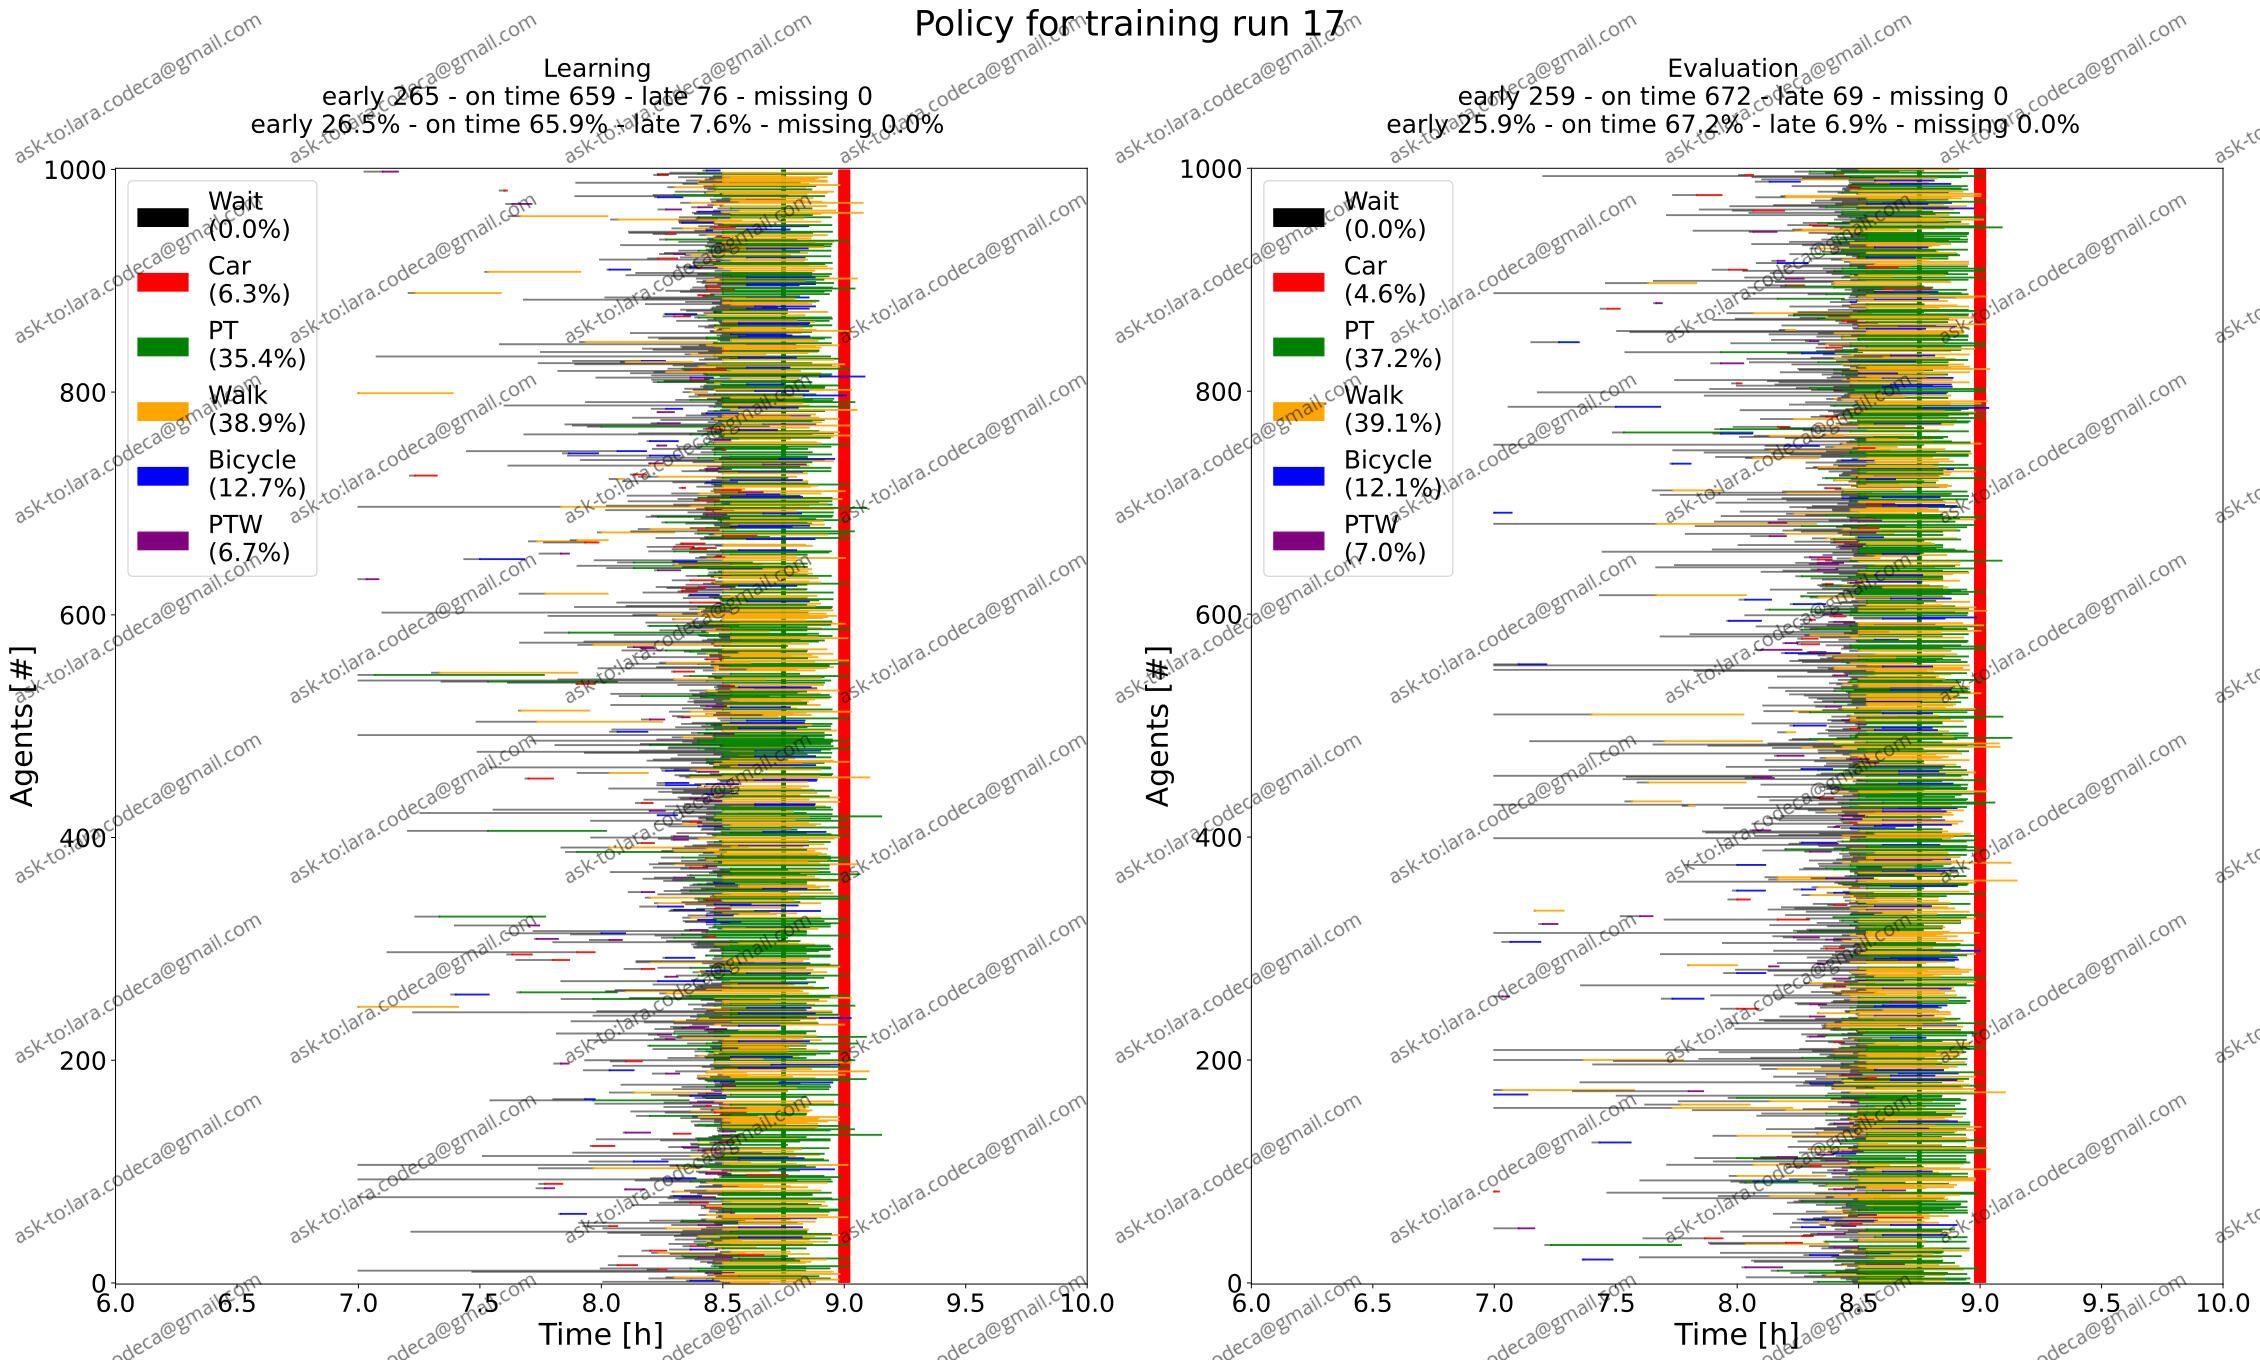 Policy for training run 17
Learning
early 265 - on time 659 - late 76 - missing 0
early 26.5% - on time 65.9% - late 7.6% - missing 0.0%
Agents [#]
1000
800
600
400
200
0
Wait
(0.0%)
Car
(6.3%)
PT
(35.4%)
Walk
(38.9%)
Bicycle
(12.7%)
PTW
(6.7%)
6.0 6.5 7.0 7.5 8.0 8.5 9.0 9.5 10.0
Time [h]
Evaluation
early 259 - on time 672 - late 69 - missing 0
early 25.9% - on time 67.2% - late 6.9% - missing 0.0%
Agents [#]
1000
800
600
400
200
0
Wait
(0.0%)
Car
(4.6%)
PT
(37.2%)
Walk
(39.1%)
Bicycle
(12.1%)
PTW
(7.0%)
6.0 6.5 7.0 7.5 8.0 8.5 9.0 9.5 10.0
Time [h]
ask-to:lara.codeca@gmail.com